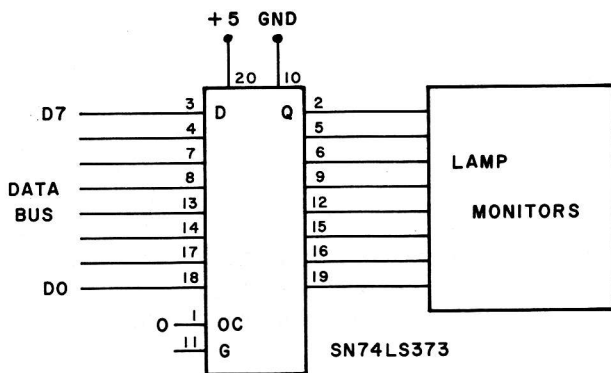 +5 GND
20 10
D7 3 D Q 2
4 5
7 6 LAMP
8 9
DATA
MONITORS
BUS 13 12
14 15
17 16
D0 18 19
0 1 OC
11 G SN74LS373